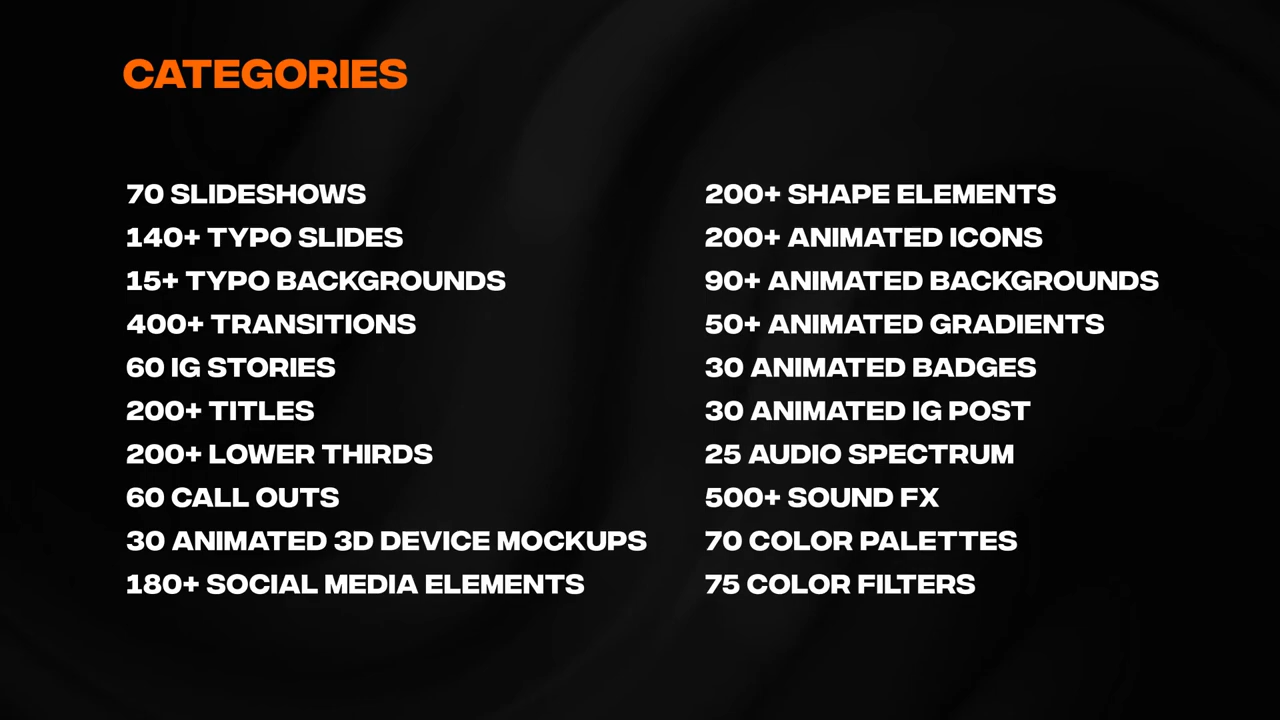 CATEGORIES
70 SLIDESHOWS
140+ TYPO SLIDES
15+ TYPO BACKGROUNDS
400+ TRANSITIONS
60 IG STORIES
200+ TITLES
200+ LOWER THIRDS
60 CALL OUTS
30 ANIMATED 3D DEVICE MOCKUPS
180+ SOCIAL MEDIA ELEMENTS
200+ SHAPE ELEMENTS
200+ ANIMATED ICONS
90+ ANIMATED BACKGROUNDS
50+ ANIMATED GRADIENTS
30 ANIMATED BADGES
30 ANIMATED IG POST
25 AUDIO SPECTRUM
500+ SOUND FX
70 COLOR PALETTES
75 COLOR FILTERS